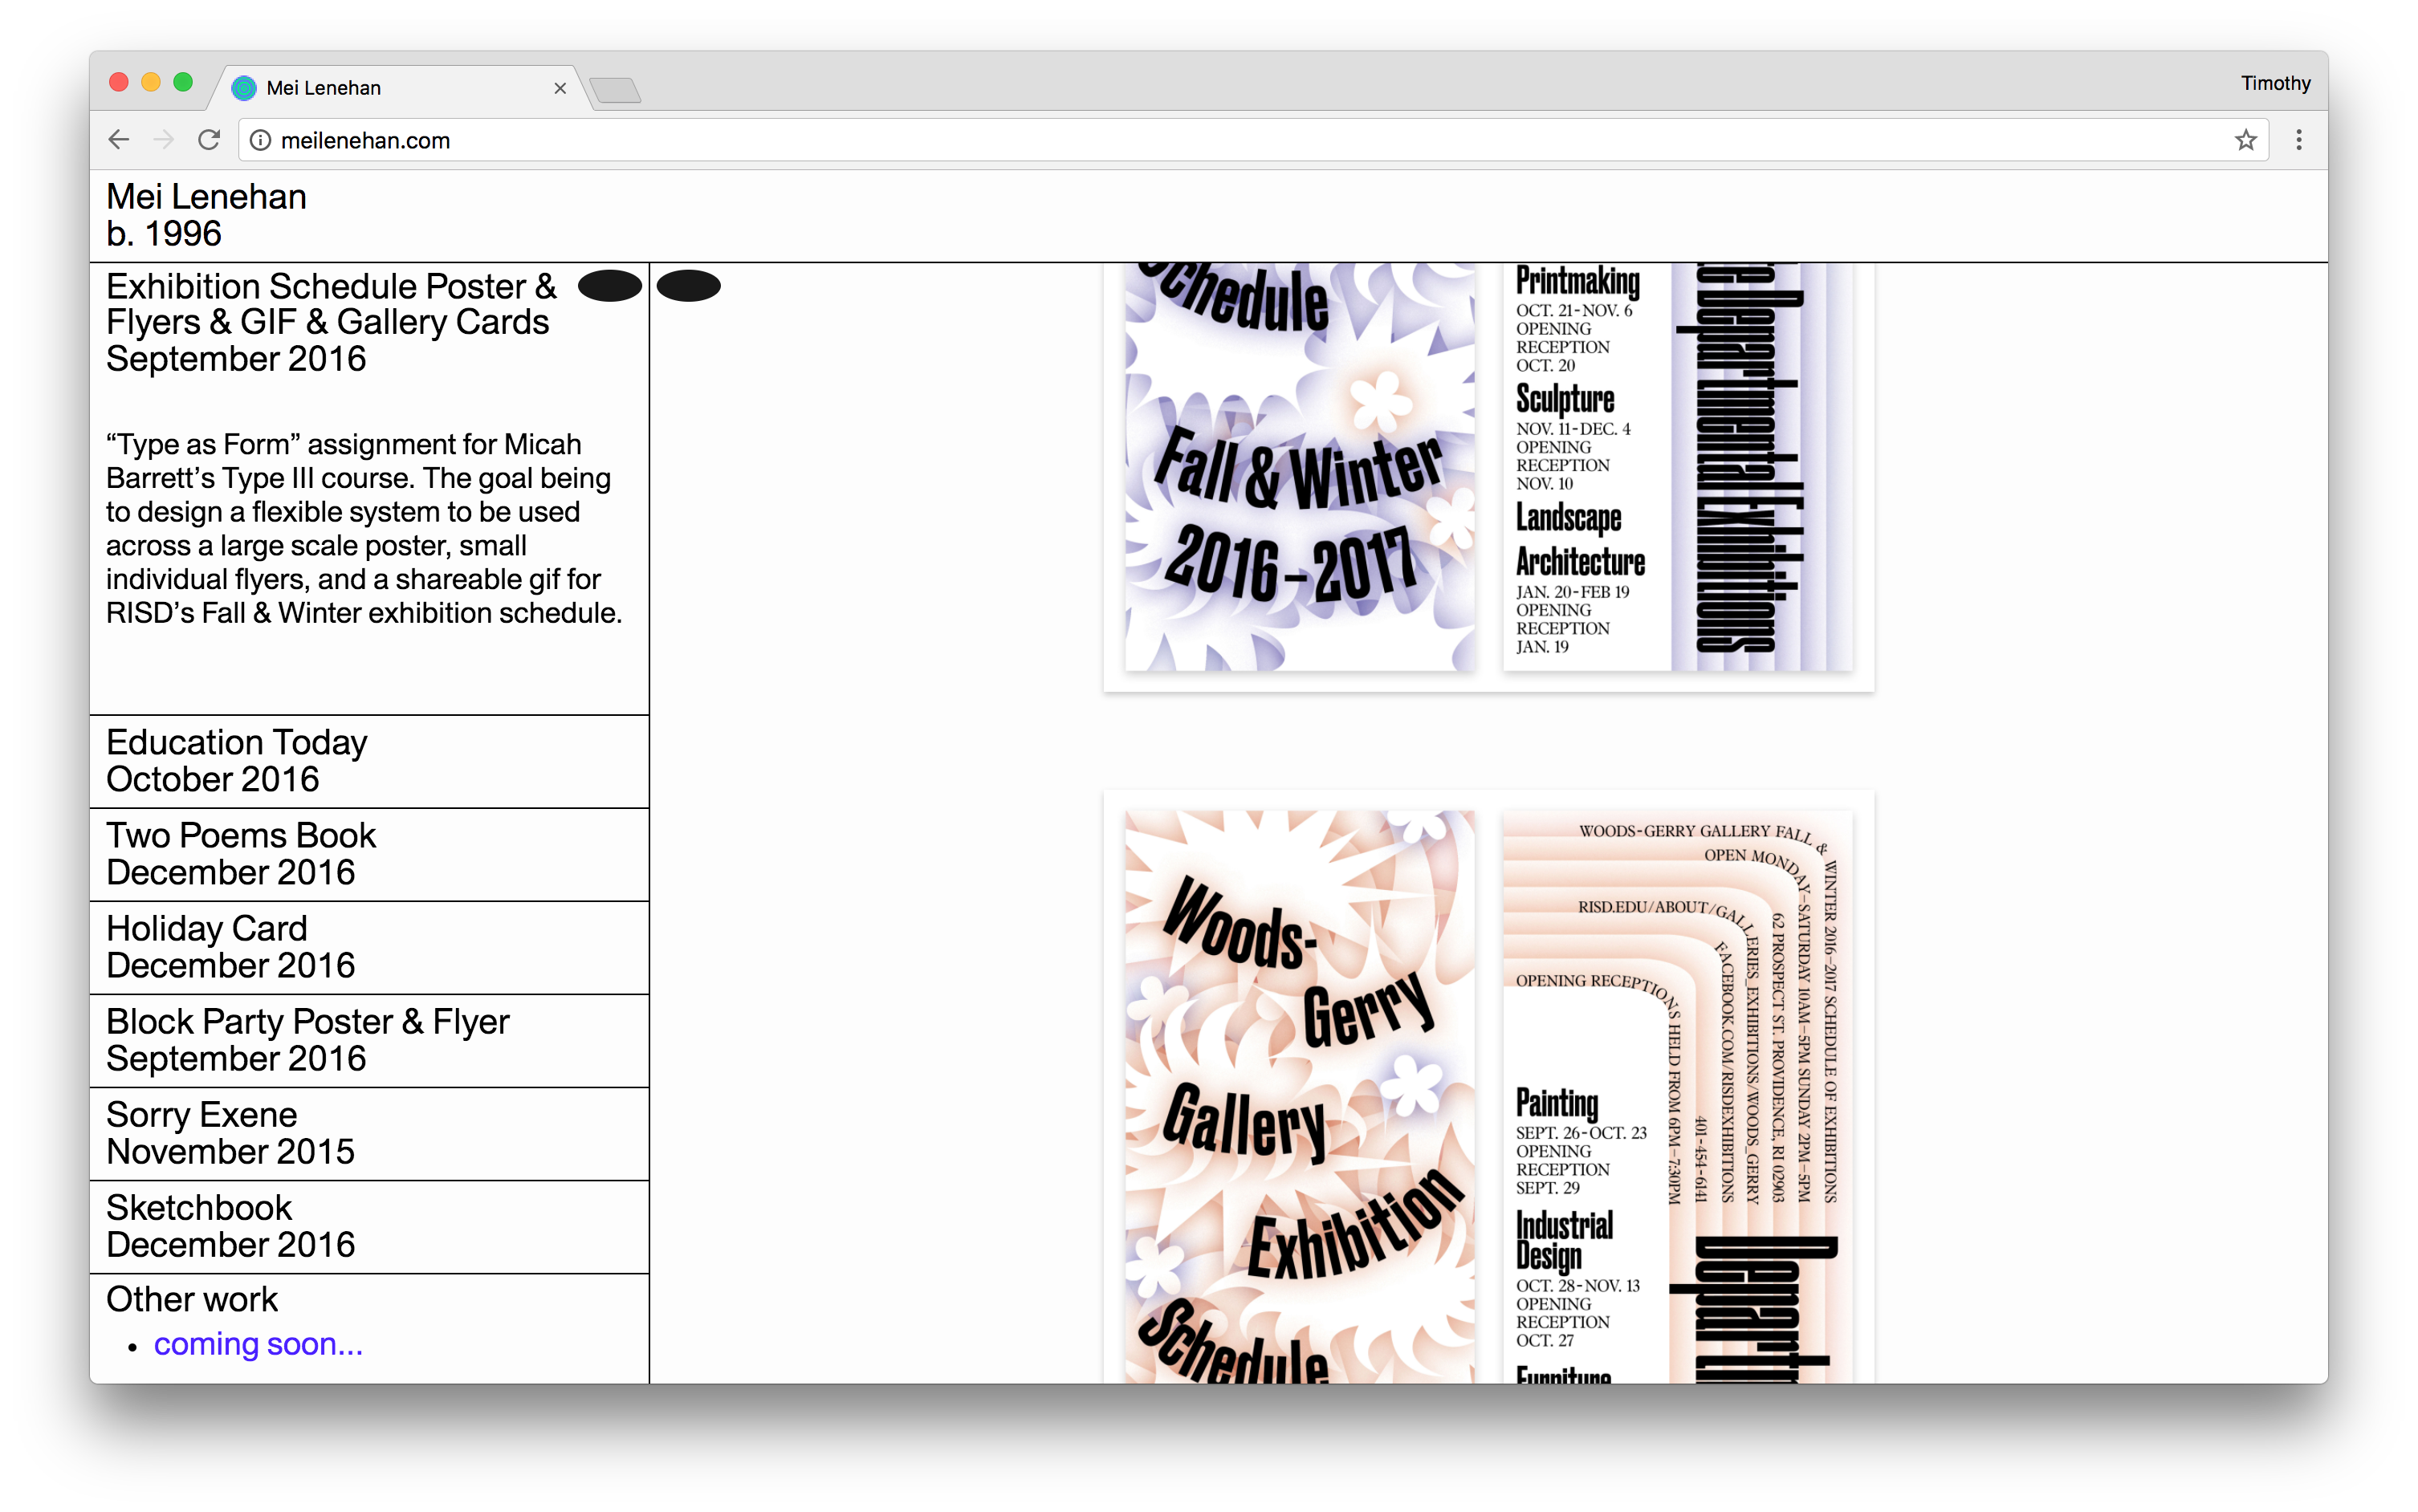 Mei Lenehan
Timothy
meilenehan.com
Mei Lenehan
b. 1996
Exhibition Schedule Poster &
Flyers & GIF & Gallery Cards
September 2016
“Type as Form” assignment for Micah
Barrett’s Type III course. The goal being
to design a flexible system to be used
across a large scale poster, small
individual flyers, and a shareable gif for
RISD’s Fall & Winter exhibition schedule.
Education Today
October 2016
Two Poems Book
December 2016
Holiday Card
December 2016
Block Party Poster & Flyer
September 2016
Sorry Exene
November 2015
Sketchbook
December 2016
Other work
• coming soon...
Schedule
Fall & Winter
2016–2017
Printmaking
OCT. 21-NOV. 6
OPENING
RECEPTION
OCT. 20
Sculpture
NOV. 11-DEC. 4
OPENING
RECEPTION
NOV. 10
Landscape
Architecture
JAN. 20-FEB 19
OPENING
RECEPTION
JAN. 19
Departmental Exhibitions
Woods-
Gerry
Gallery
Exhibition
Schedule
WOODS-GERRY GALLERY FALL & WINTER 2016–2017 SCHEDULE OF EXHIBITIONS
OPEN MONDAY–SATURDAY 10AM–5PM SUNDAY 2PM–5PM
62 PROSPECT ST. PROVIDENCE, RI 02903
RISD.EDU/ABOUT/GALLERIES_EXHIBITIONS/WOODS_GERRY
FACEBOOK.COM/RISDEXHIBITIONS
401-454-6141
OPENING RECEPTIONS HELD FROM 6PM–7:30PM
Painting
SEPT. 26-OCT. 23
OPENING
RECEPTION
SEPT. 29
Industrial
Design
OCT. 28-NOV. 13
OPENING
RECEPTION
OCT. 27
Furniture